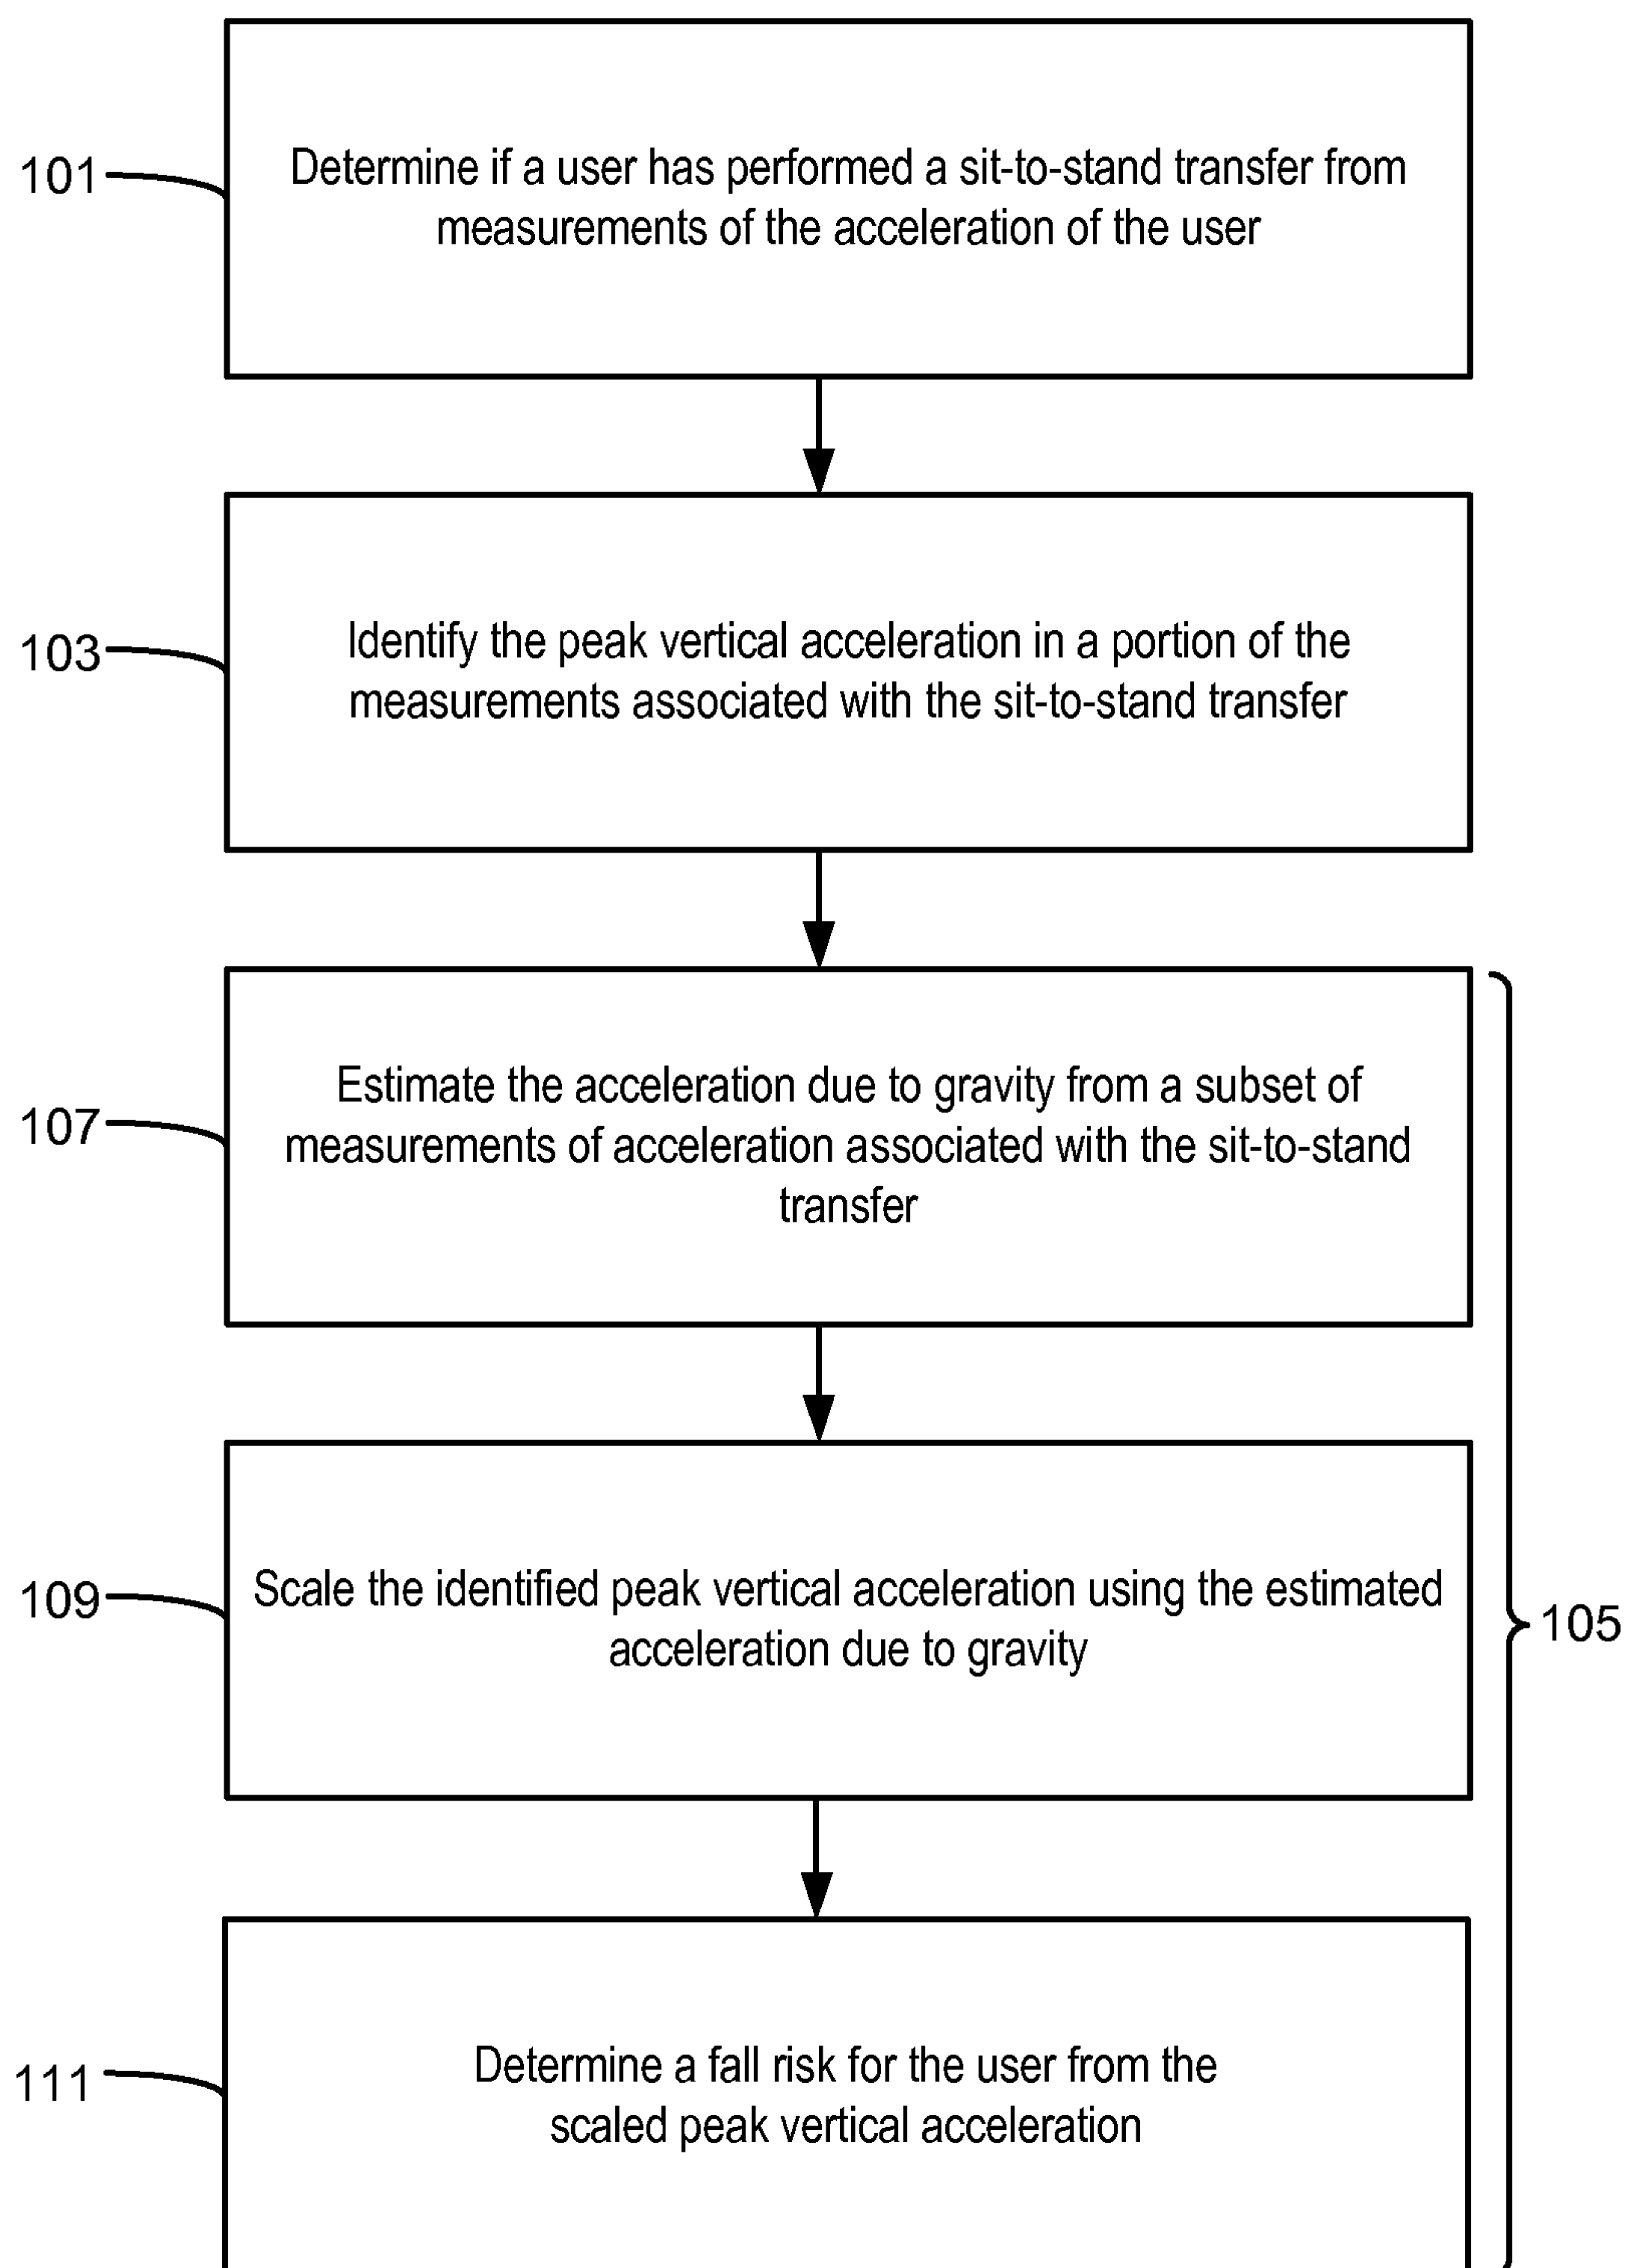 101
Determine if a user has performed a sit-to-stand transfer from
measurements of the acceleration of the user
103
Identify the peak vertical acceleration in a portion of the
measurements associated with the sit-to-stand transfer
107
Estimate the acceleration due to gravity from a subset of
measurements of acceleration associated with the sit-to-stand
transfer
109
Scale the identified peak vertical acceleration using the estimated
acceleration due to gravity
105
111
Determine a fall risk for the user from the
scaled peak vertical acceleration